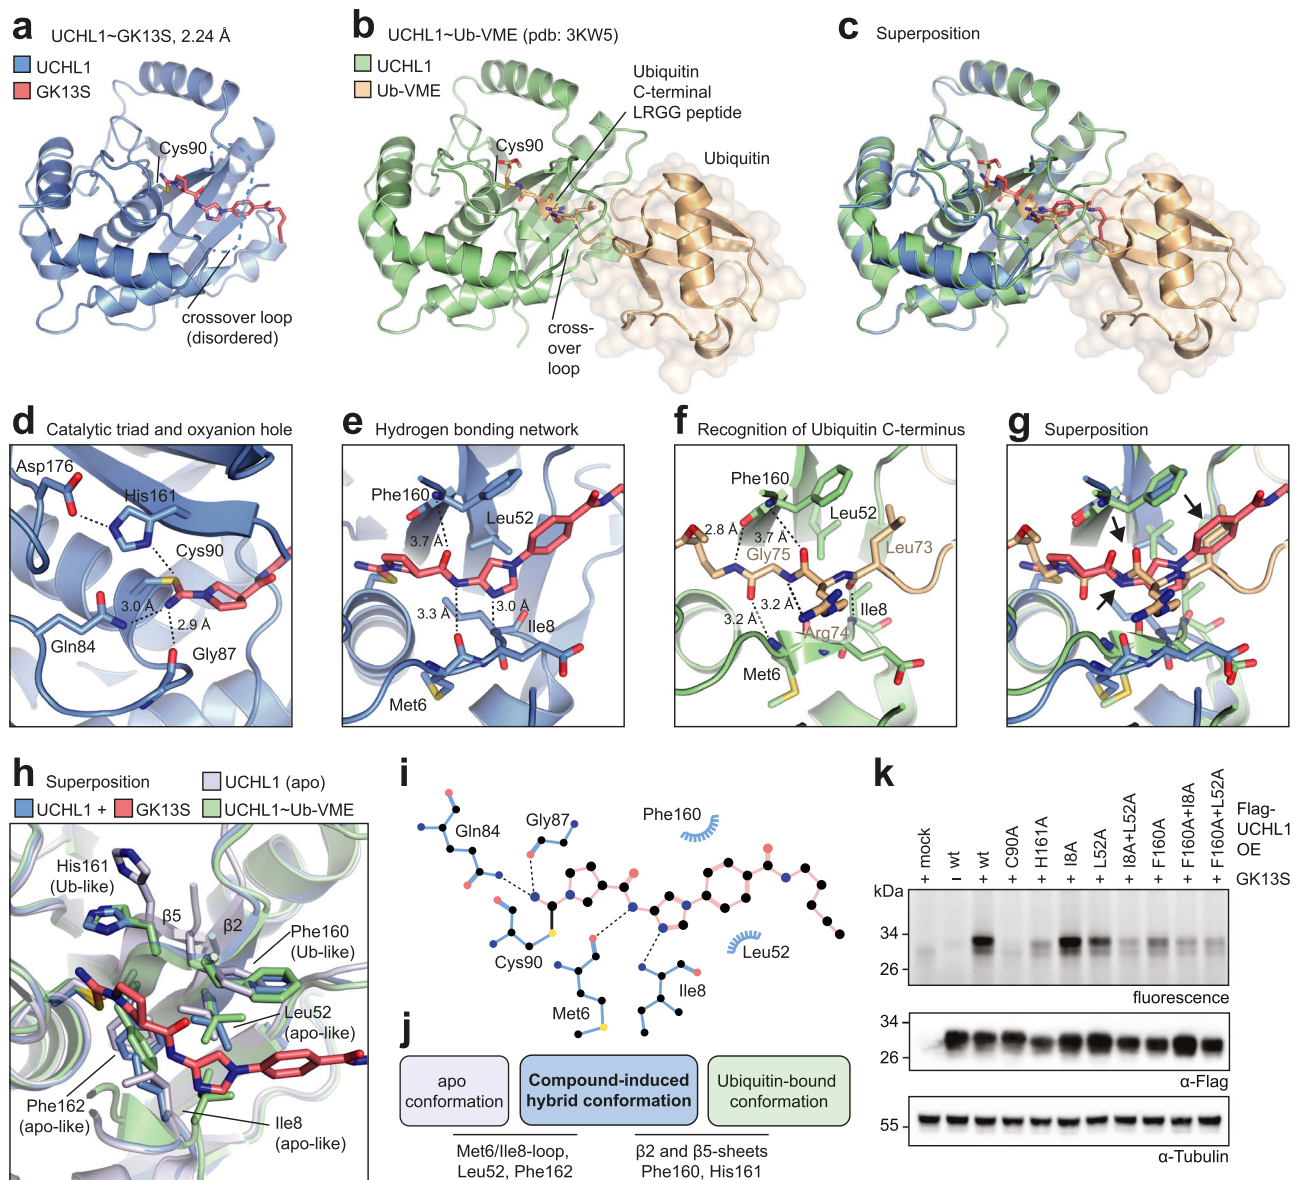 a
UCHL1~GK13S, 2.24 Å
UCHL1
GK13S
Cys90
crossover loop
(disordered)
b
UCHL1~Ub-VME (pdb: 3KW5)
UCHL1
Ub-VME
Ubiquitin
C-terminal
LRGG peptide
Cys90
Ubiquitin
cross-
over
loop
c
Superposition
d
Catalytic triad and oxyanion hole
Asp176
His161
Cys90
3.0 Å
2.9 Å
Gln84
Gly87
e
Hydrogen bonding network
Phe160
Leu52
3.7 Å
3.3 Å
3.0 Å
Ile8
Met6
f
Recognition of Ubiquitin C-terminus
Phe160
Leu52
2.8 Å
3.7 Å
Gly75
Leu73
3.2 Å
3.2 Å
Ile8
Arg74
Met6
g
Superposition
h
Superposition
UCHL1 (apo)
UCHL1 +
GK13S
UCHL1~Ub-VME
His161
(Ub-like)
β5
β2
Phe160
(Ub-like)
Leu52
(apo-like)
Phe162
(apo-like)
Ile8
(apo-like)
i
Gln84
Gly87
Phe160
Cys90
Leu52
Met6
Ile8
j
apo
conformation
Compound-induced
hybrid conformation
Ubiquitin-bound
conformation
Met6/Ile8-loop,
Leu52, Phe162
β2 and β5-sheets
Phe160, His161
k
mock
wt
wt
C90A
H161A
I8A
L52A
I8A+L52A
F160A
F160A+I8A
F160A+L52A
Flag-
UCHL1
OE
+ − + + + + + + + + + GK13S
kDa
34
26
fluorescence
34
26
α-Flag
55
α-Tubulin